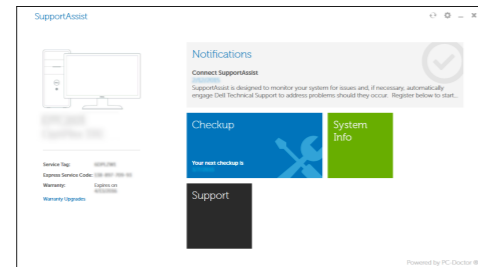 SupportAssist
Notifications
Connect SupportAssist
SupportAssist is designed to monitor your system for issues and, if necessary, automatically
engage Dell Technical Support to address problems should they occur. Register below to start...
Checkup
Your next checkup is
System
Info
Support
Service Tag:
Express Service Code:
Warranty:
Expires on
Warranty Upgrades
Powered by PC-Doctor ®